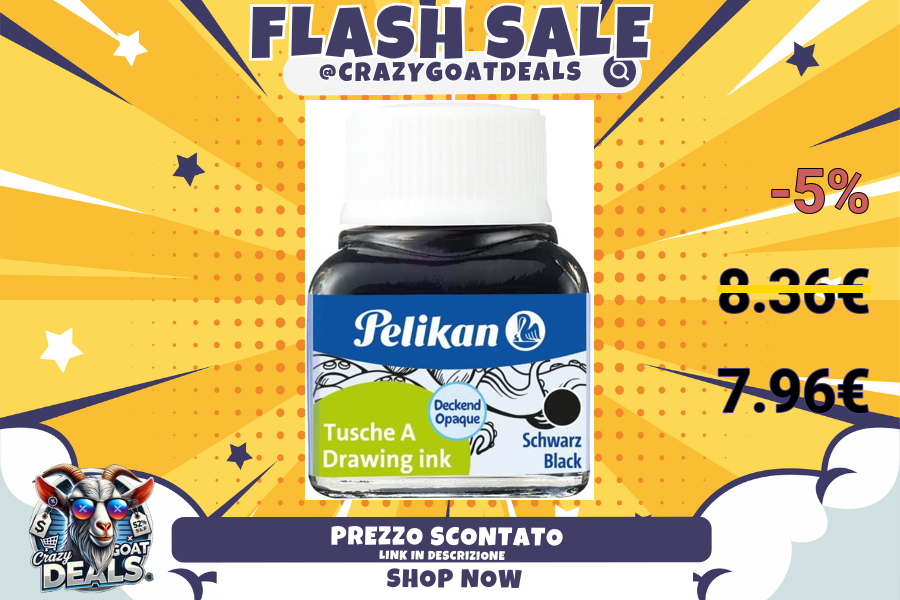 FLASH SALE
@CRAZYGOATDEALS
-5%
8.36€
7.96€
Pelikan
Deckend
Opaque
Tusche A
Drawing ink
Schwarz
Black
$
52%
Crazy
GOAT
DEALS
PREZZO SCONTATO
LINK IN DESCRIZIONE
SHOP NOW